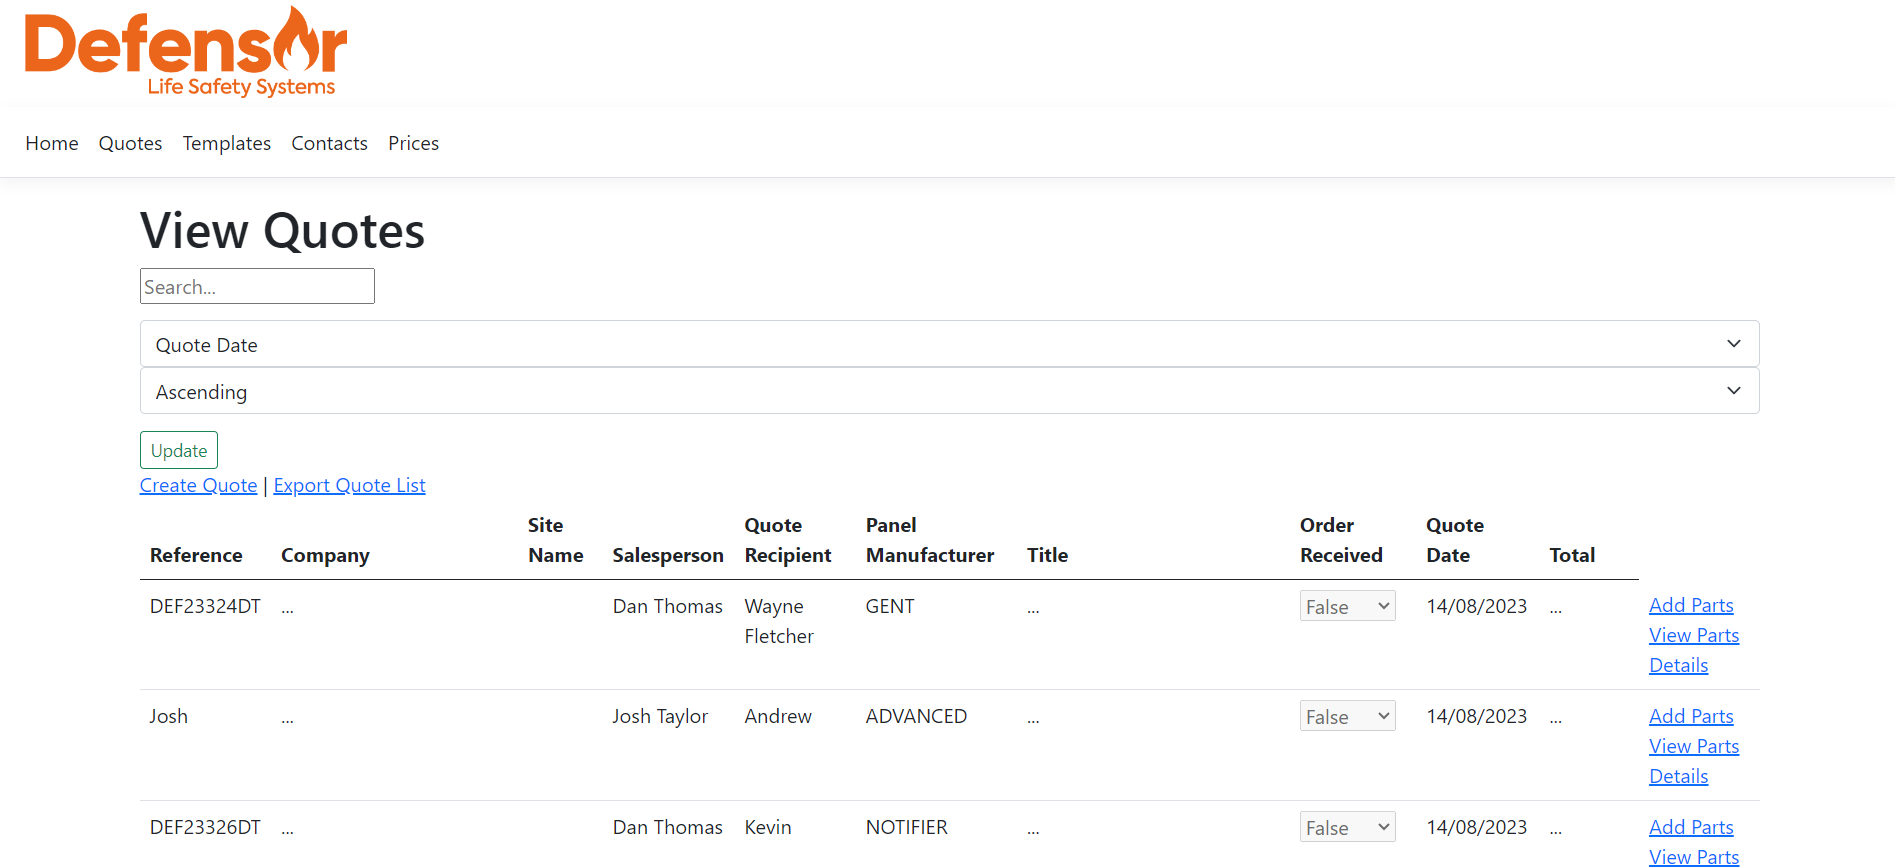 Defensor
Life Safety Systems
Home Quotes Templates Contacts Prices
View Quotes
Search...
Quote Date
Ascending
Update
Create Quote | Export Quote List
Reference Company Site Name Salesperson Quote Recipient Panel Manufacturer Title Order Received Quote Date Total
DEF23324DT ... Dan Thomas Wayne Fletcher GENT ... False 14/08/2023 ... Add Parts
View Parts
Details
Josh ... Josh Taylor Andrew ADVANCED ... False 14/08/2023 ... Add Parts
View Parts
Details
DEF23326DT ... Dan Thomas Kevin NOTIFIER ... False 14/08/2023 ... Add Parts
View Parts